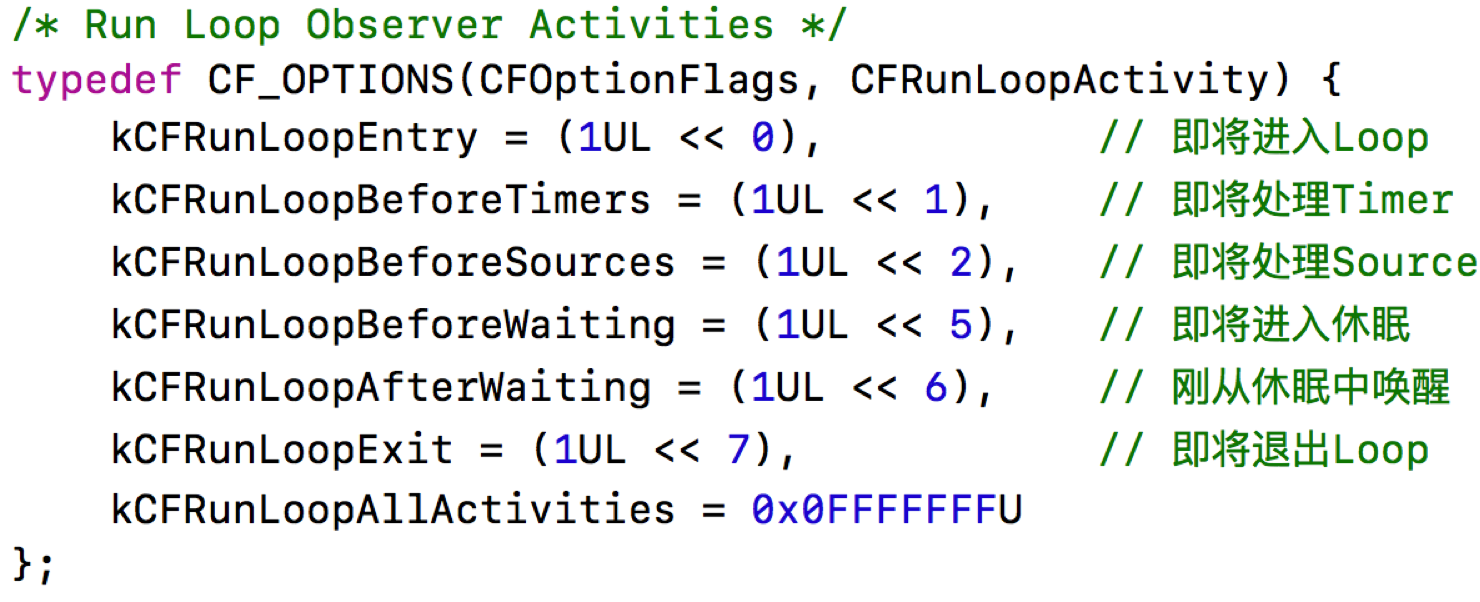 /* Run Loop Observer Activities */
typedef CF_OPTIONS(CFOptionFlags, CFRunLoopActivity) {
    kCFRunLoopEntry = (1UL << 0),           // 即将进入Loop
    kCFRunLoopBeforeTimers = (1UL << 1),    // 即将处理Timer
    kCFRunLoopBeforeSources = (1UL << 2),   // 即将处理Source
    kCFRunLoopBeforeWaiting = (1UL << 5),   // 即将进入休眠
    kCFRunLoopAfterWaiting = (1UL << 6),    // 刚从休眠中唤醒
    kCFRunLoopExit = (1UL << 7),            // 即将退出Loop
    kCFRunLoopAllActivities = 0x0FFFFFFFU
};